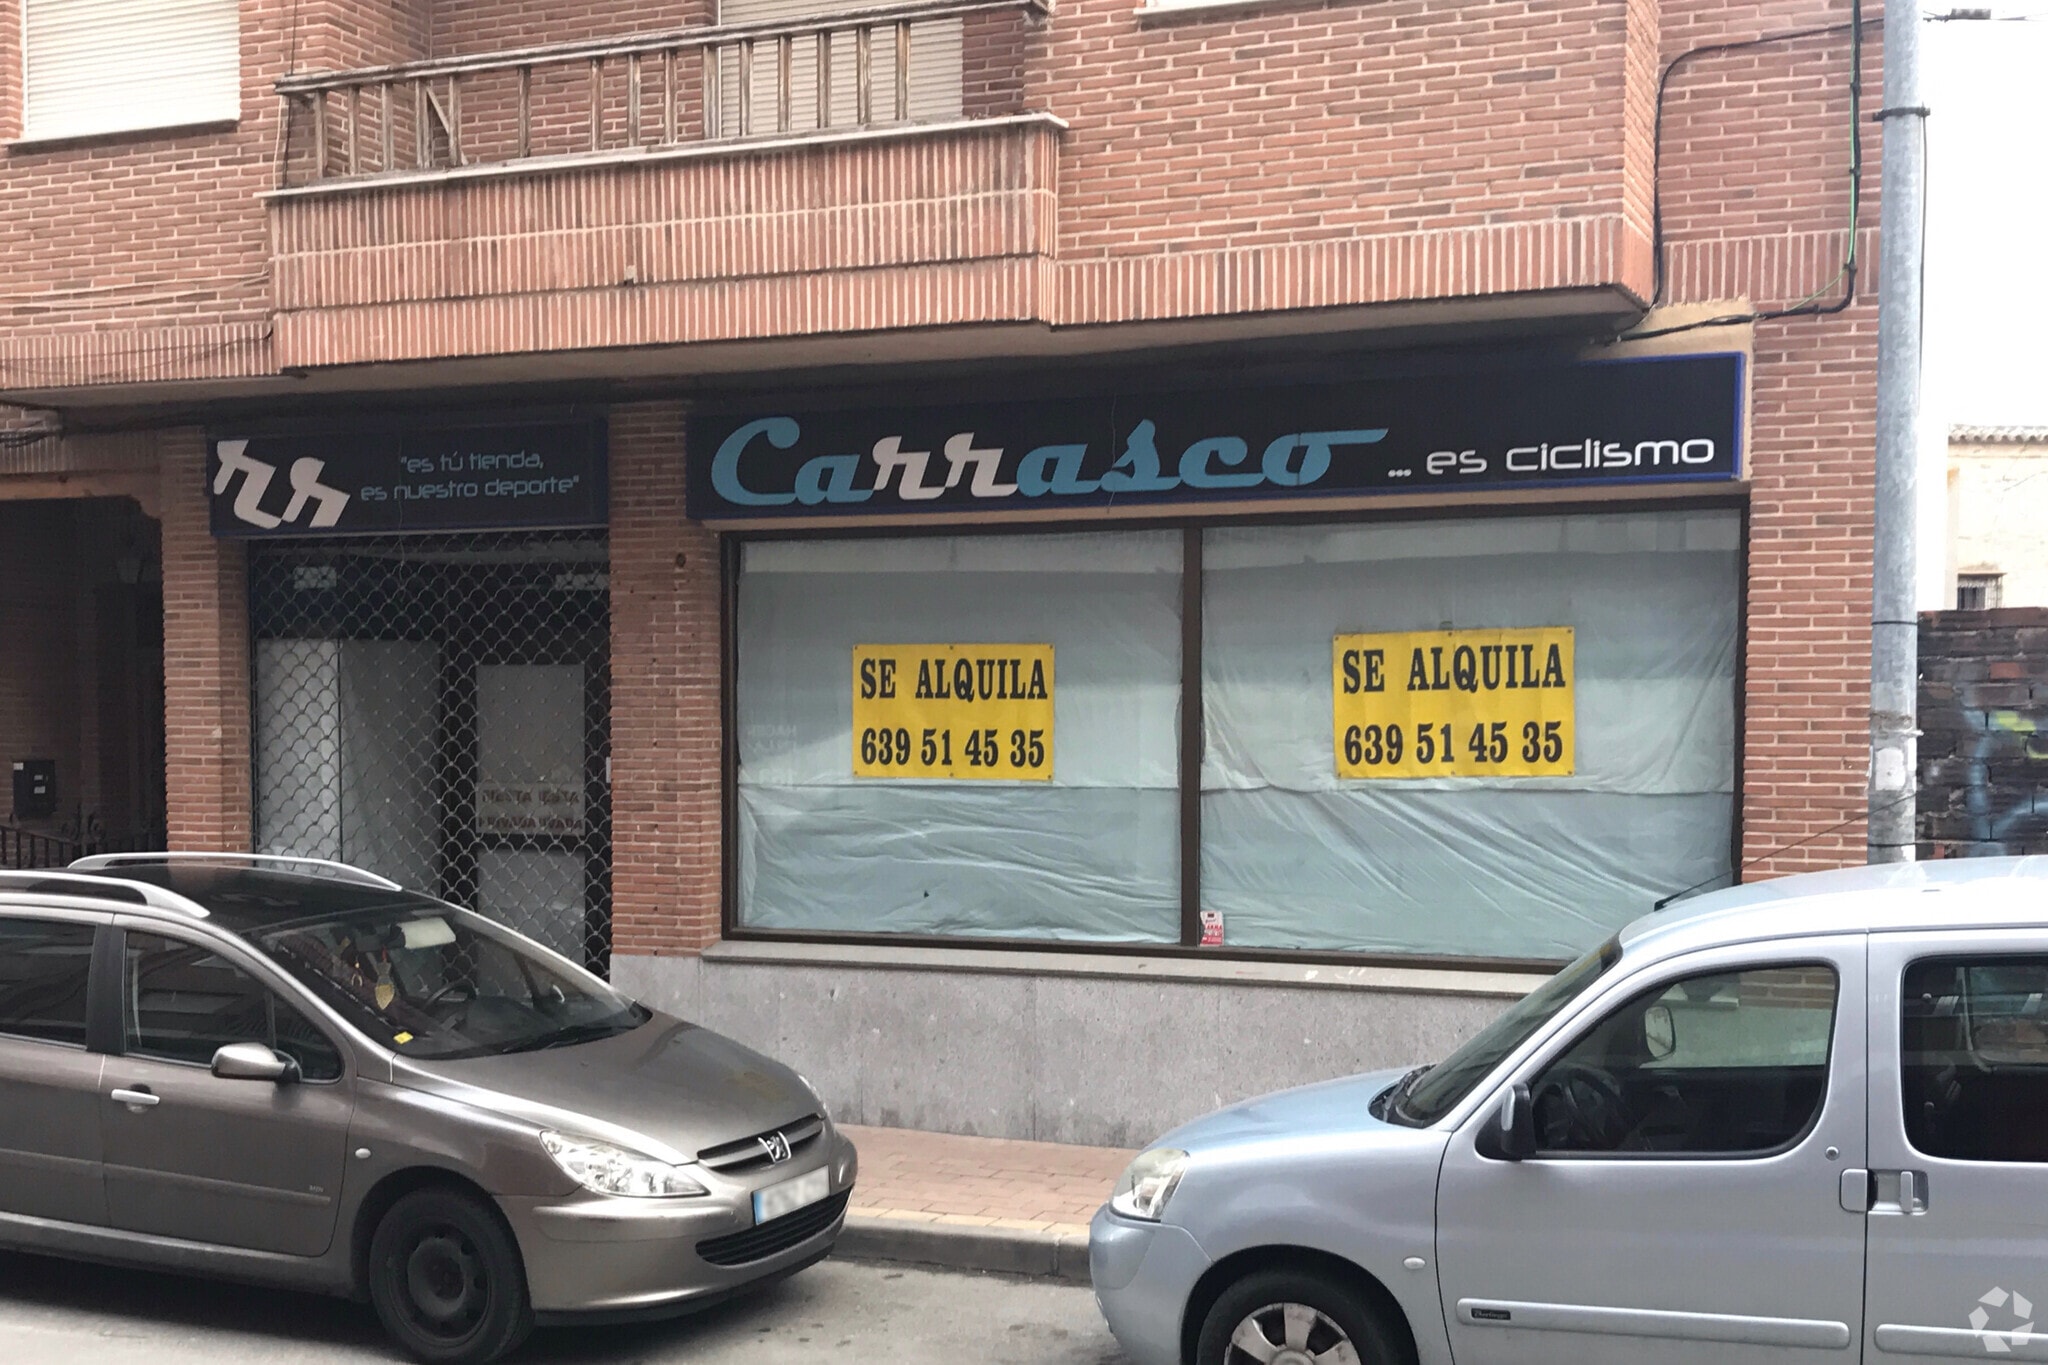 rr
"es tú tienda,
es nuestro deporte"
Carrasco ... es ciclismo
SE ALQUILA
639 51 45 35
SE ALQUILA
639 51 45 35
Berlingo